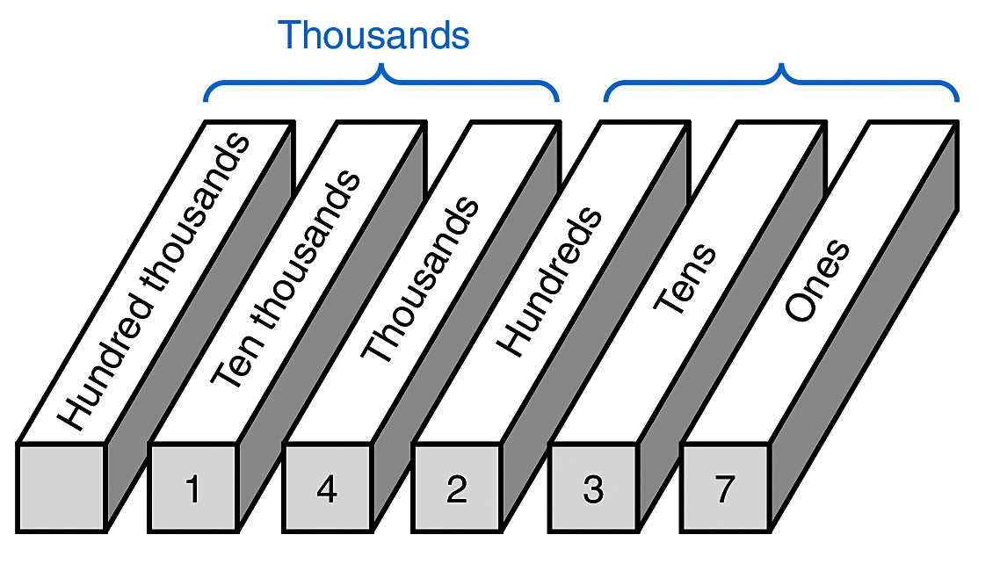 Thousands
Hundred thousands
Ten thousands
Thousands
Hundreds
Tens
Ones
1
4
2
3
7